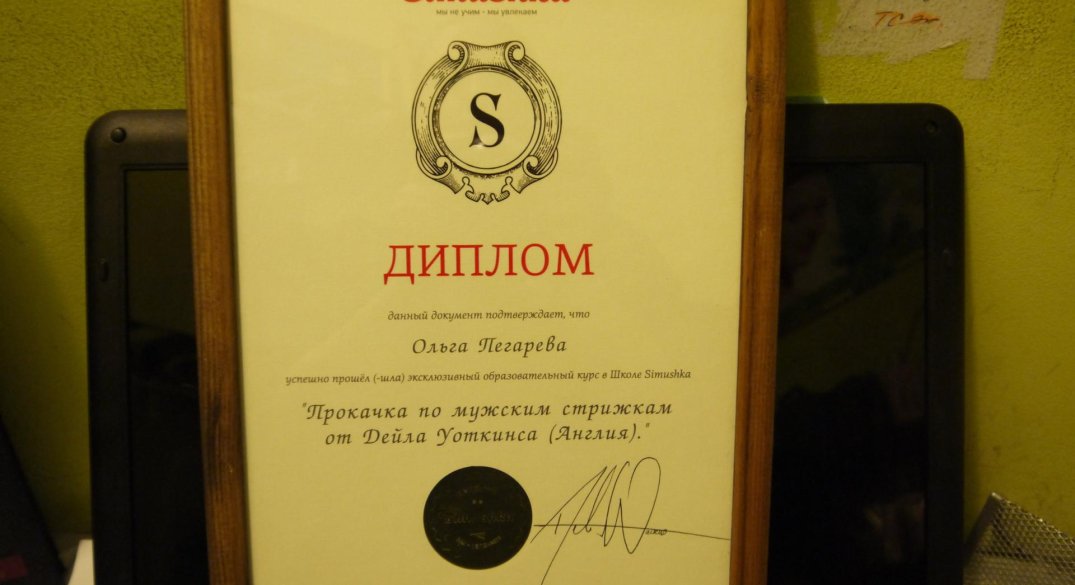 мы не учим - мы увлекаем
S
ДИПЛОМ
данный документ подтверждает, что
Ольга Пегарева
успешно прошёл (-шла) эксклюзивный образовательный курс в Школе Simushka
"Прокачка по мужским стрижкам
от Дейла Уоткинса (Англия)."